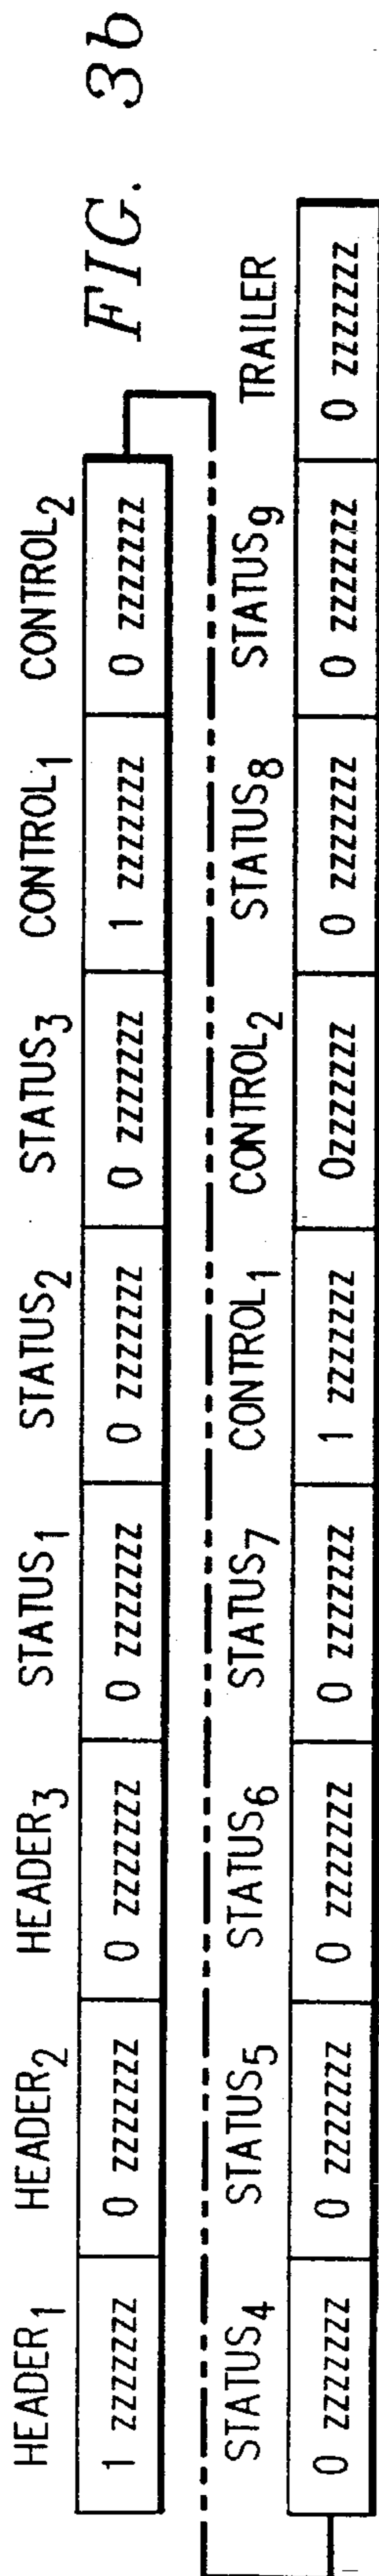 FIG. 3b
HEADER₁ HEADER₂ HEADER₃ STATUS₁ STATUS₂ STATUS₃ CONTROL₁ CONTROL₂
1 zzzzzzz 0 zzzzzzz 0 zzzzzzz 0 zzzzzzz 0 zzzzzzz 0 zzzzzzz 1 zzzzzzz 0 zzzzzzz
STATUS₄ STATUS₅ STATUS₆ STATUS₇ CONTROL₁ CONTROL₂ STATUS₈ STATUS₉ TRAILER
0 zzzzzzz 0 zzzzzzz 0 zzzzzzz 0 zzzzzzz 1 zzzzzzz 0zzzzzzz 0 zzzzzzz 0 zzzzzzz 0 zzzzzzz